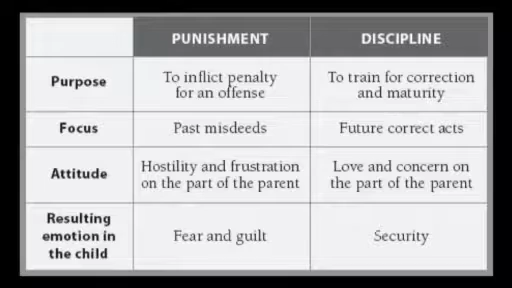 PUNISHMENT DISCIPLINE
Purpose
To inflict penalty
for an offense
To train for correction
and maturity
Focus
Past misdeeds
Future correct acts
Attitude
Hostility and frustration
on the part of the parent
Love and concern on
the part of the parent
Resulting
emotion in
the child
Fear and guilt
Security